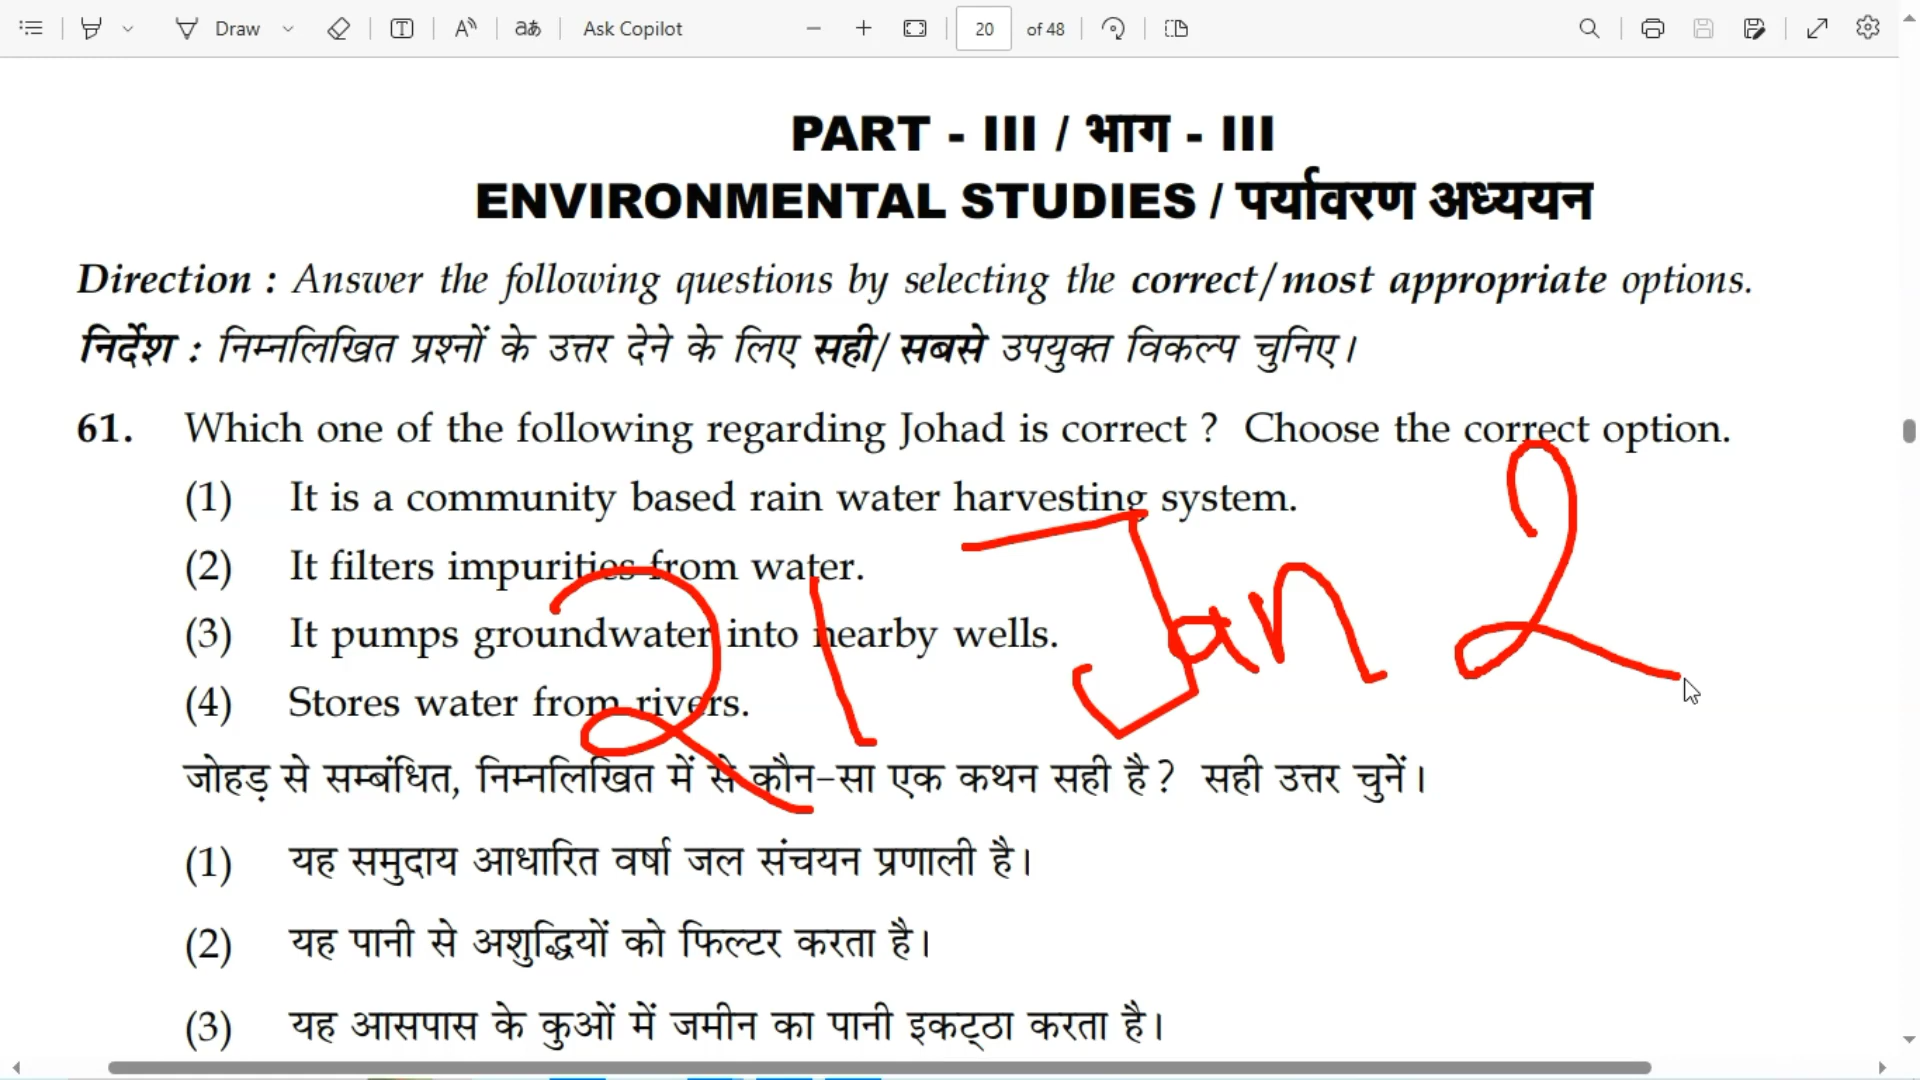 Draw Ask Copilot 20 of 48
PART - III / भाग - III
ENVIRONMENTAL STUDIES / पर्यावरण अध्ययन
Direction : Answer the following questions by selecting the correct/most appropriate options.
निर्देश : निम्नलिखित प्रश्नों के उत्तर देने के लिए सही/ सबसे उपयुक्त विकल्प चुनिए।
61. Which one of the following regarding Johad is correct ? Choose the correct option.
(1) It is a community based rain water harvesting system.
(2) It filters impurities from water.
(3) It pumps groundwater into nearby wells.
(4) Stores water from rivers.
21 Jan 2
जोहड़ से सम्बंधित, निम्नलिखित में से कौन-सा एक कथन सही है ? सही उत्तर चुनें।
(1) यह समुदाय आधारित वर्षा जल संचयन प्रणाली है।
(2) यह पानी से अशुद्धियों को फिल्टर करता है।
(3) यह आसपास के कुओं में जमीन का पानी इकट्ठा करता है।